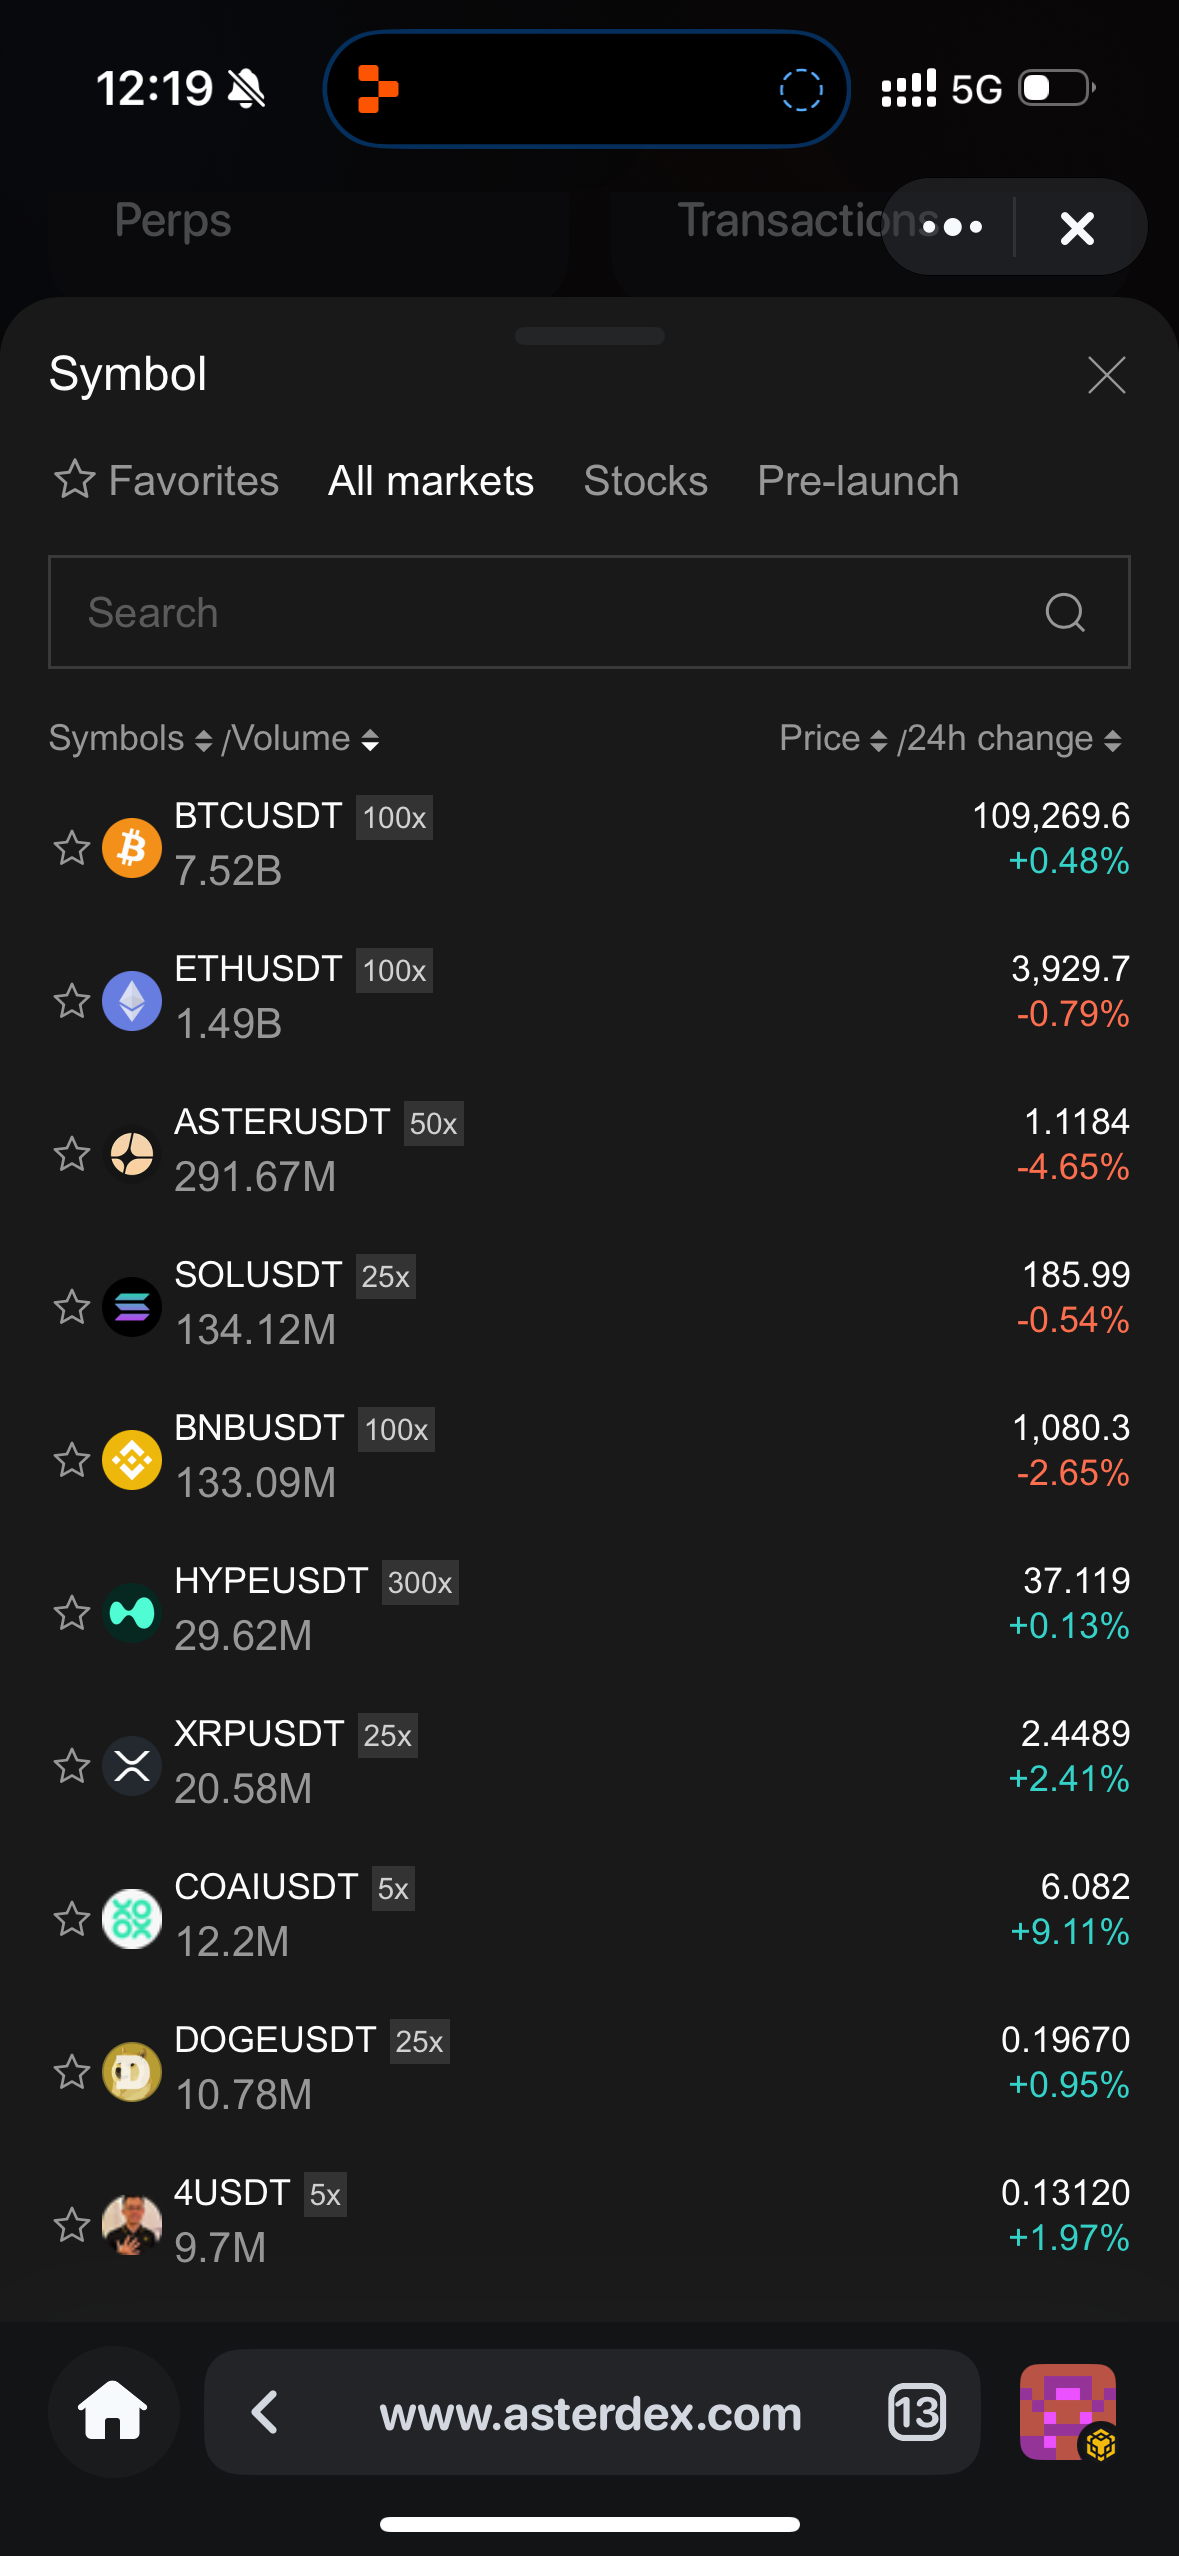 12:19
5G
Perps
Transactions
Symbol
Favorites All markets Stocks Pre-launch
Search
Symbols /Volume Price /24h change
BTCUSDT 100x 109,269.6
7.52B +0.48%
ETHUSDT 100x 3,929.7
1.49B -0.79%
ASTERUSDT 50x 1.1184
291.67M -4.65%
SOLUSDT 25x 185.99
134.12M -0.54%
BNBUSDT 100x 1,080.3
133.09M -2.65%
HYPEUSDT 300x 37.119
29.62M +0.13%
XRPUSDT 25x 2.4489
20.58M +2.41%
COAIUSDT 5x 6.082
12.2M +9.11%
DOGEUSDT 25x 0.19670
10.78M +0.95%
4USDT 5x 0.13120
9.7M +1.97%
www.asterdex.com 13